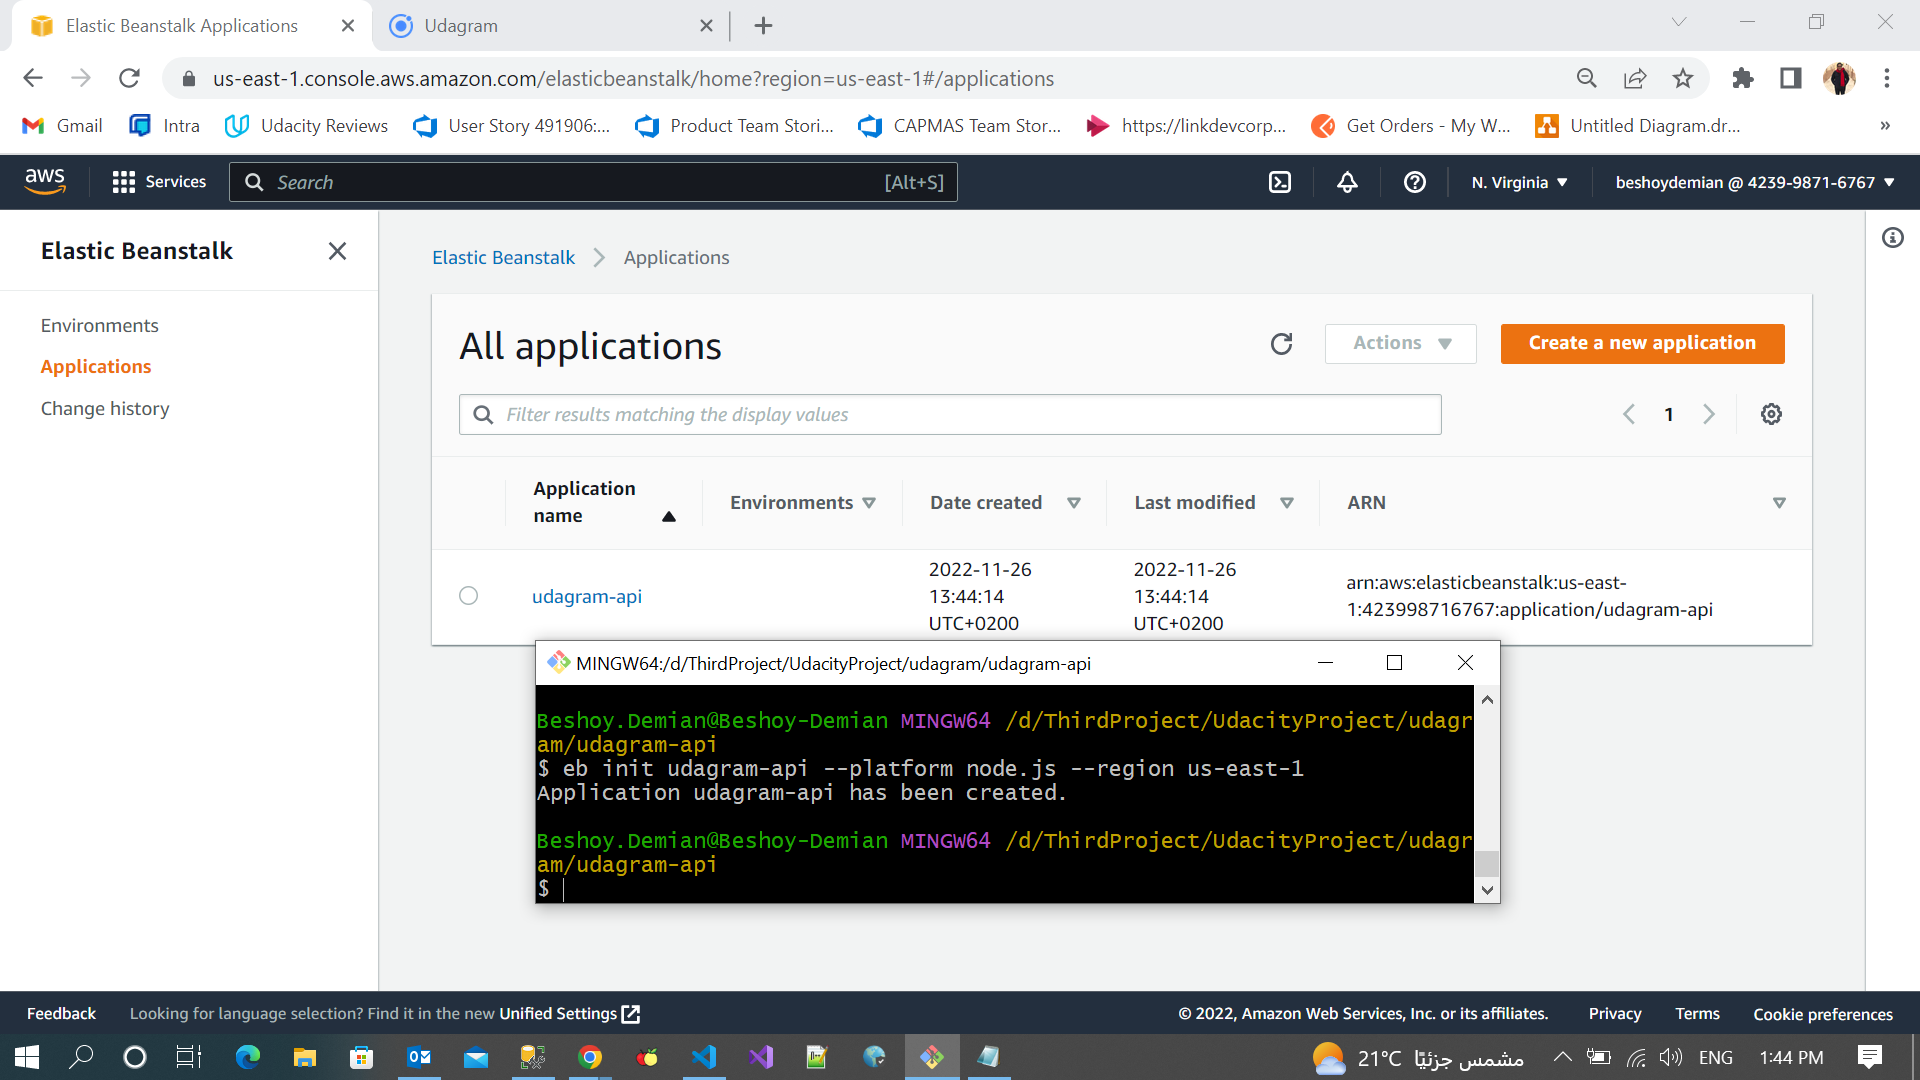 Elastic Beanstalk Applications
Udagram
us-east-1.console.aws.amazon.com/elasticbeanstalk/home?region=us-east-1#/applications
Gmail
Intra
Udacity Reviews
User Story 491906:...
Product Team Stori...
CAPMAS Team Stor...
https://linkdevcorp...
Get Orders - My W...
Untitled Diagram.dr...
»
aws
Services
Search
[Alt+S]
N. Virginia
beshoydemian @ 4239-9871-6767
Elastic Beanstalk
Environments
Applications
Change history
Elastic Beanstalk
Applications
All applications
Actions
Create a new application
Filter results matching the display values
1
Application
name
Environments
Date created
Last modified
ARN
udagram-api
2022-11-26
13:44:14
UTC+0200
2022-11-26
13:44:14
UTC+0200
arn:aws:elasticbeanstalk:us-east-
1:423998716767:application/udagram-api
MINGW64:/d/ThirdProject/UdacityProject/udagram/udagram-api
Beshoy.Demian@Beshoy-Demian MINGW64 /d/ThirdProject/UdacityProject/udagr
am/udagram-api
$ eb init udagram-api --platform node.js --region us-east-1
Application udagram-api has been created.
Beshoy.Demian@Beshoy-Demian MINGW64 /d/ThirdProject/UdacityProject/udagr
am/udagram-api
$
Feedback
Looking for language selection? Find it in the new Unified Settings
© 2022, Amazon Web Services, Inc. or its affiliates.
Privacy
Terms
Cookie preferences
21°C مشمس جزئيًا
ENG
1:44 PM